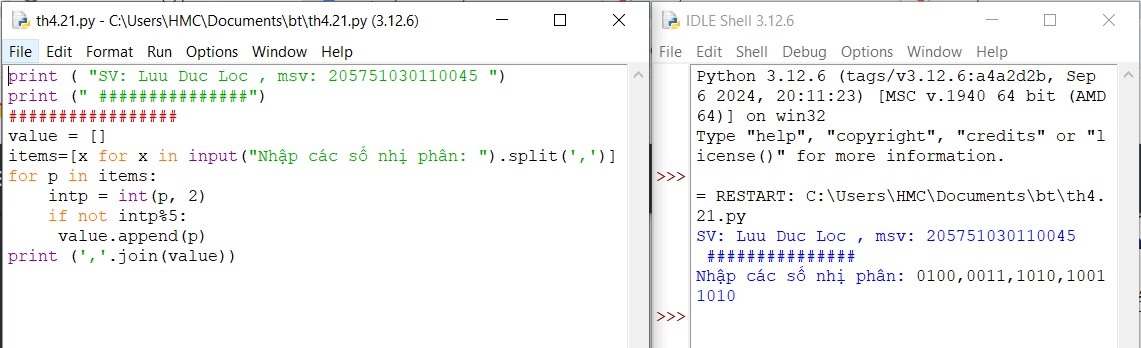 th4.21.py - C:\Users\HMC\Documents\bt\th4.21.py (3.12.6)
File Edit Format Run Options Window Help
print ( "SV: Luu Duc Loc , msv: 205751030110045 ")
print (" ###############")
#################
value = []
items=[x for x in input("Nhập các số nhị phân: ").split(',')]
for p in items:
    intp = int(p, 2)
    if not intp%5:
     value.append(p)
print (','.join(value))
IDLE Shell 3.12.6
File Edit Shell Debug Options Window Help
Python 3.12.6 (tags/v3.12.6:a4a2d2b, Sep
6 2024, 20:11:23) [MSC v.1940 64 bit (AMD
64)] on win32
Type "help", "copyright", "credits" or "l
icense()" for more information.
>>>
= RESTART: C:\Users\HMC\Documents\bt\th4.
21.py
SV: Luu Duc Loc , msv: 205751030110045
 ###############
Nhập các số nhị phân: 0100,0011,1010,1001
1010
>>>